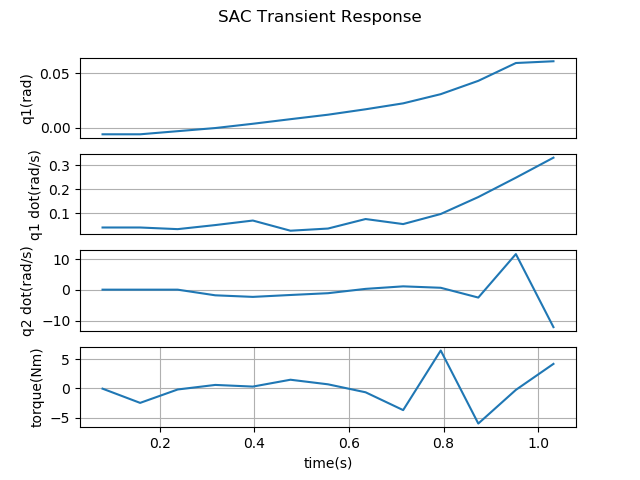 SAC Transient Response
q1(rad)
0.05
0.00
q1 dot(rad/s)
0.3
0.2
0.1
q2 dot(rad/s)
10
0
−10
torque(Nm)
5
0
−5
0.2 0.4 0.6 0.8 1.0
time(s)